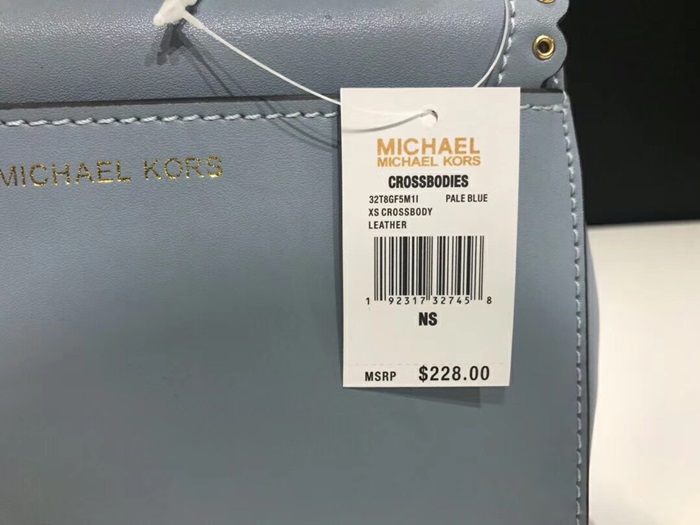 MICHAEL KORS
MICHAEL
MICHAEL KORS
CROSSBODIES
32T8GF5M1I PALE BLUE
XS CROSSBODY
LEATHER
1 92317 32745 8
NS
MSRP $228.00